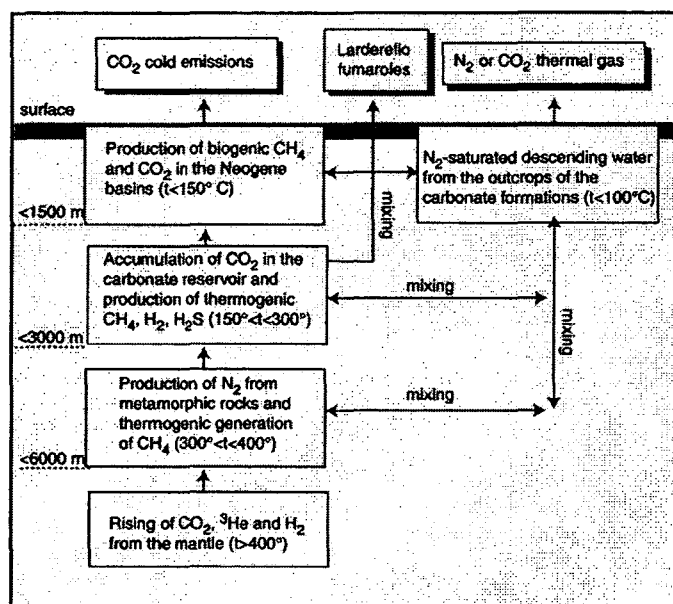 CO₂ cold emissions
Larderello
fumaroles
N₂ or CO₂ thermal gas
surface
Production of biogenic CH₄
and CO₂ in the Neogene
basins (t<150° C)
N₂-saturated descending water
from the outcrops of the
carbonate formations (t<100°C)
mixing
<1500 m
Accumulation of CO₂ in the
carbonate reservoir and
production of thermogenic
CH₄, H₂, H₂S (150°<t<300°)
mixing
mixing
<3000 m
Production of N₂ from
metamorphic rocks and
thermogenic generation
of CH₄ (300°<t<400°)
mixing
<6000 m
Rising of CO₂, ³He and H₂
from the mantle (t>400°)